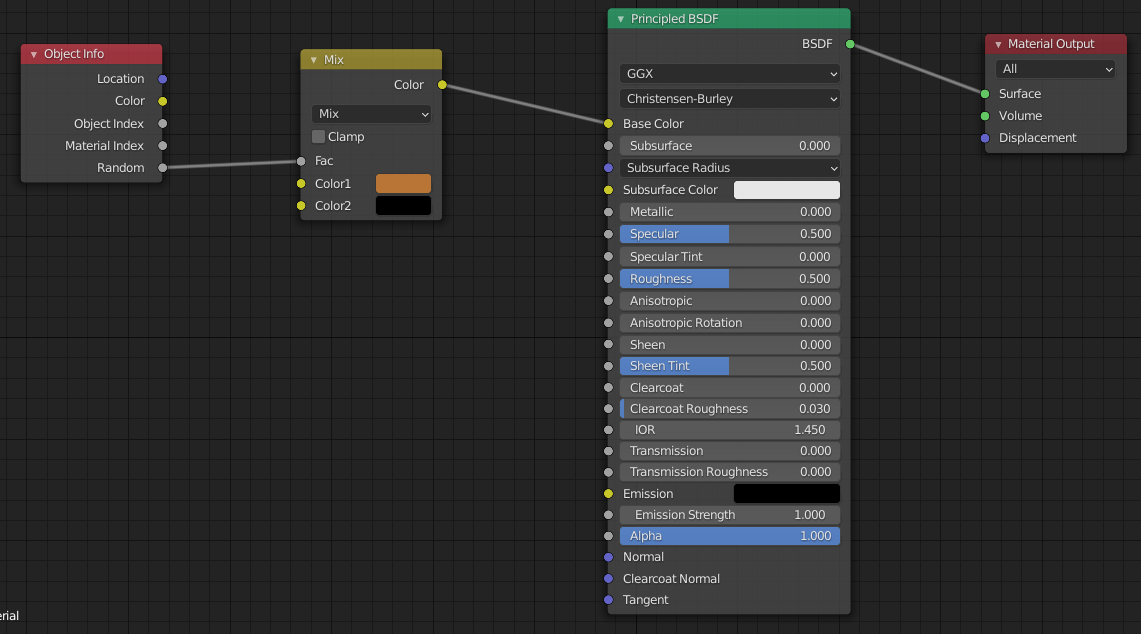 Object Info
Location
Color
Object Index
Material Index
Random
Mix
Color
Mix
Clamp
Fac
Color1
Color2
Principled BSDF
BSDF
GGX
Christensen-Burley
Base Color
Subsurface 0.000
Subsurface Radius
Subsurface Color
Metallic 0.000
Specular 0.500
Specular Tint 0.000
Roughness 0.500
Anisotropic 0.000
Anisotropic Rotation 0.000
Sheen 0.000
Sheen Tint 0.500
Clearcoat 0.000
Clearcoat Roughness 0.030
IOR 1.450
Transmission 0.000
Transmission Roughness 0.000
Emission
Emission Strength 1.000
Alpha 1.000
Normal
Clearcoat Normal
Tangent
Material Output
All
Surface
Volume
Displacement
erial